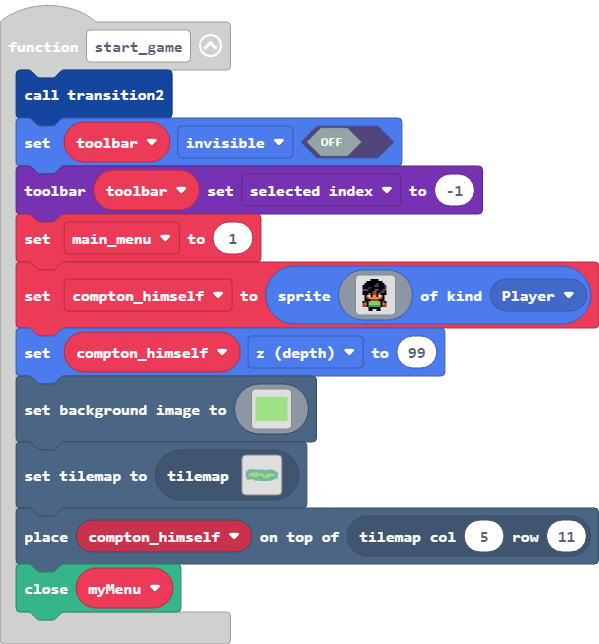 function start_game
call transition2
set toolbar invisible OFF
toolbar toolbar set selected index to -1
set main_menu to 1
set compton_himself to sprite of kind Player
set compton_himself z (depth) to 99
set background image to
set tilemap to tilemap
place compton_himself on top of tilemap col 5 row 11
close myMenu